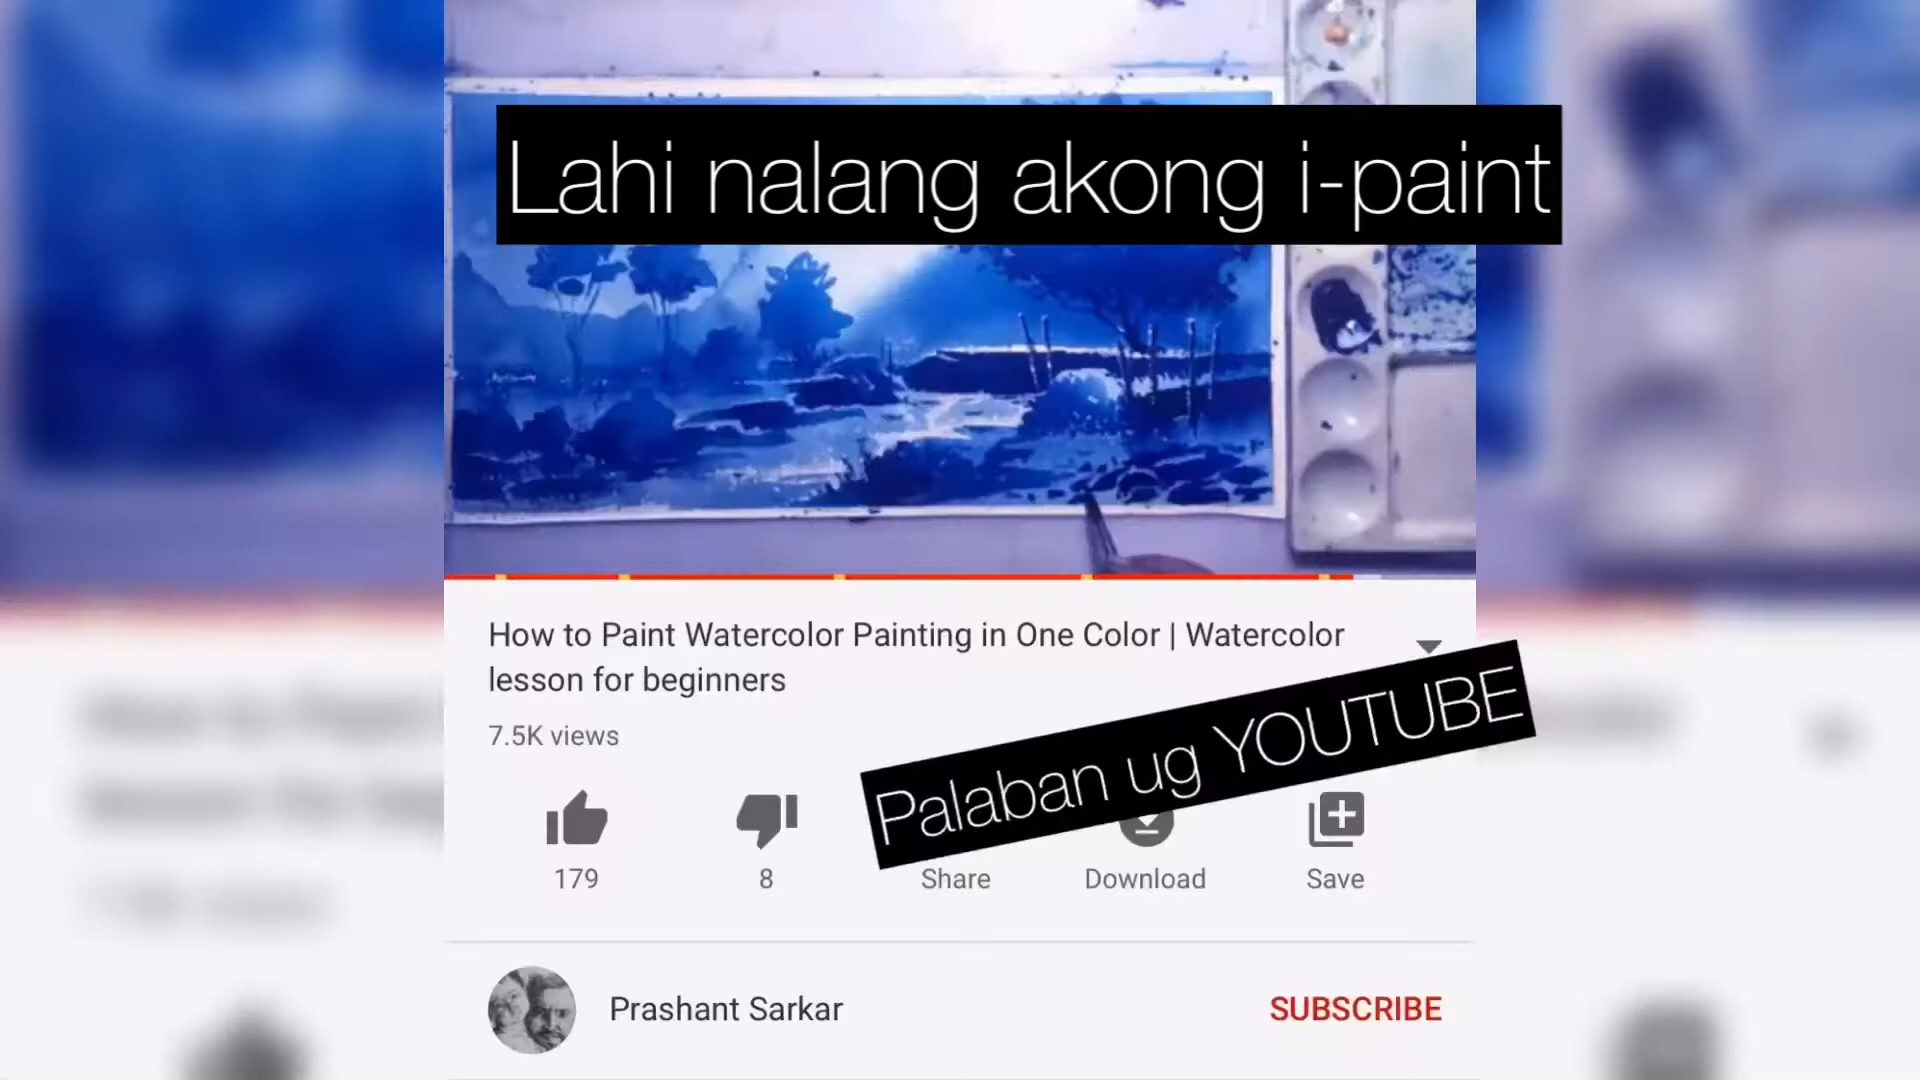 Lahi nalang akong i-paint
How to Paint Watercolor Painting in One Color | Watercolor
lesson for beginners
7.5K views
Palaban ug YOUTUBE
179
8
Share
Download
Save
Prashant Sarkar
SUBSCRIBE